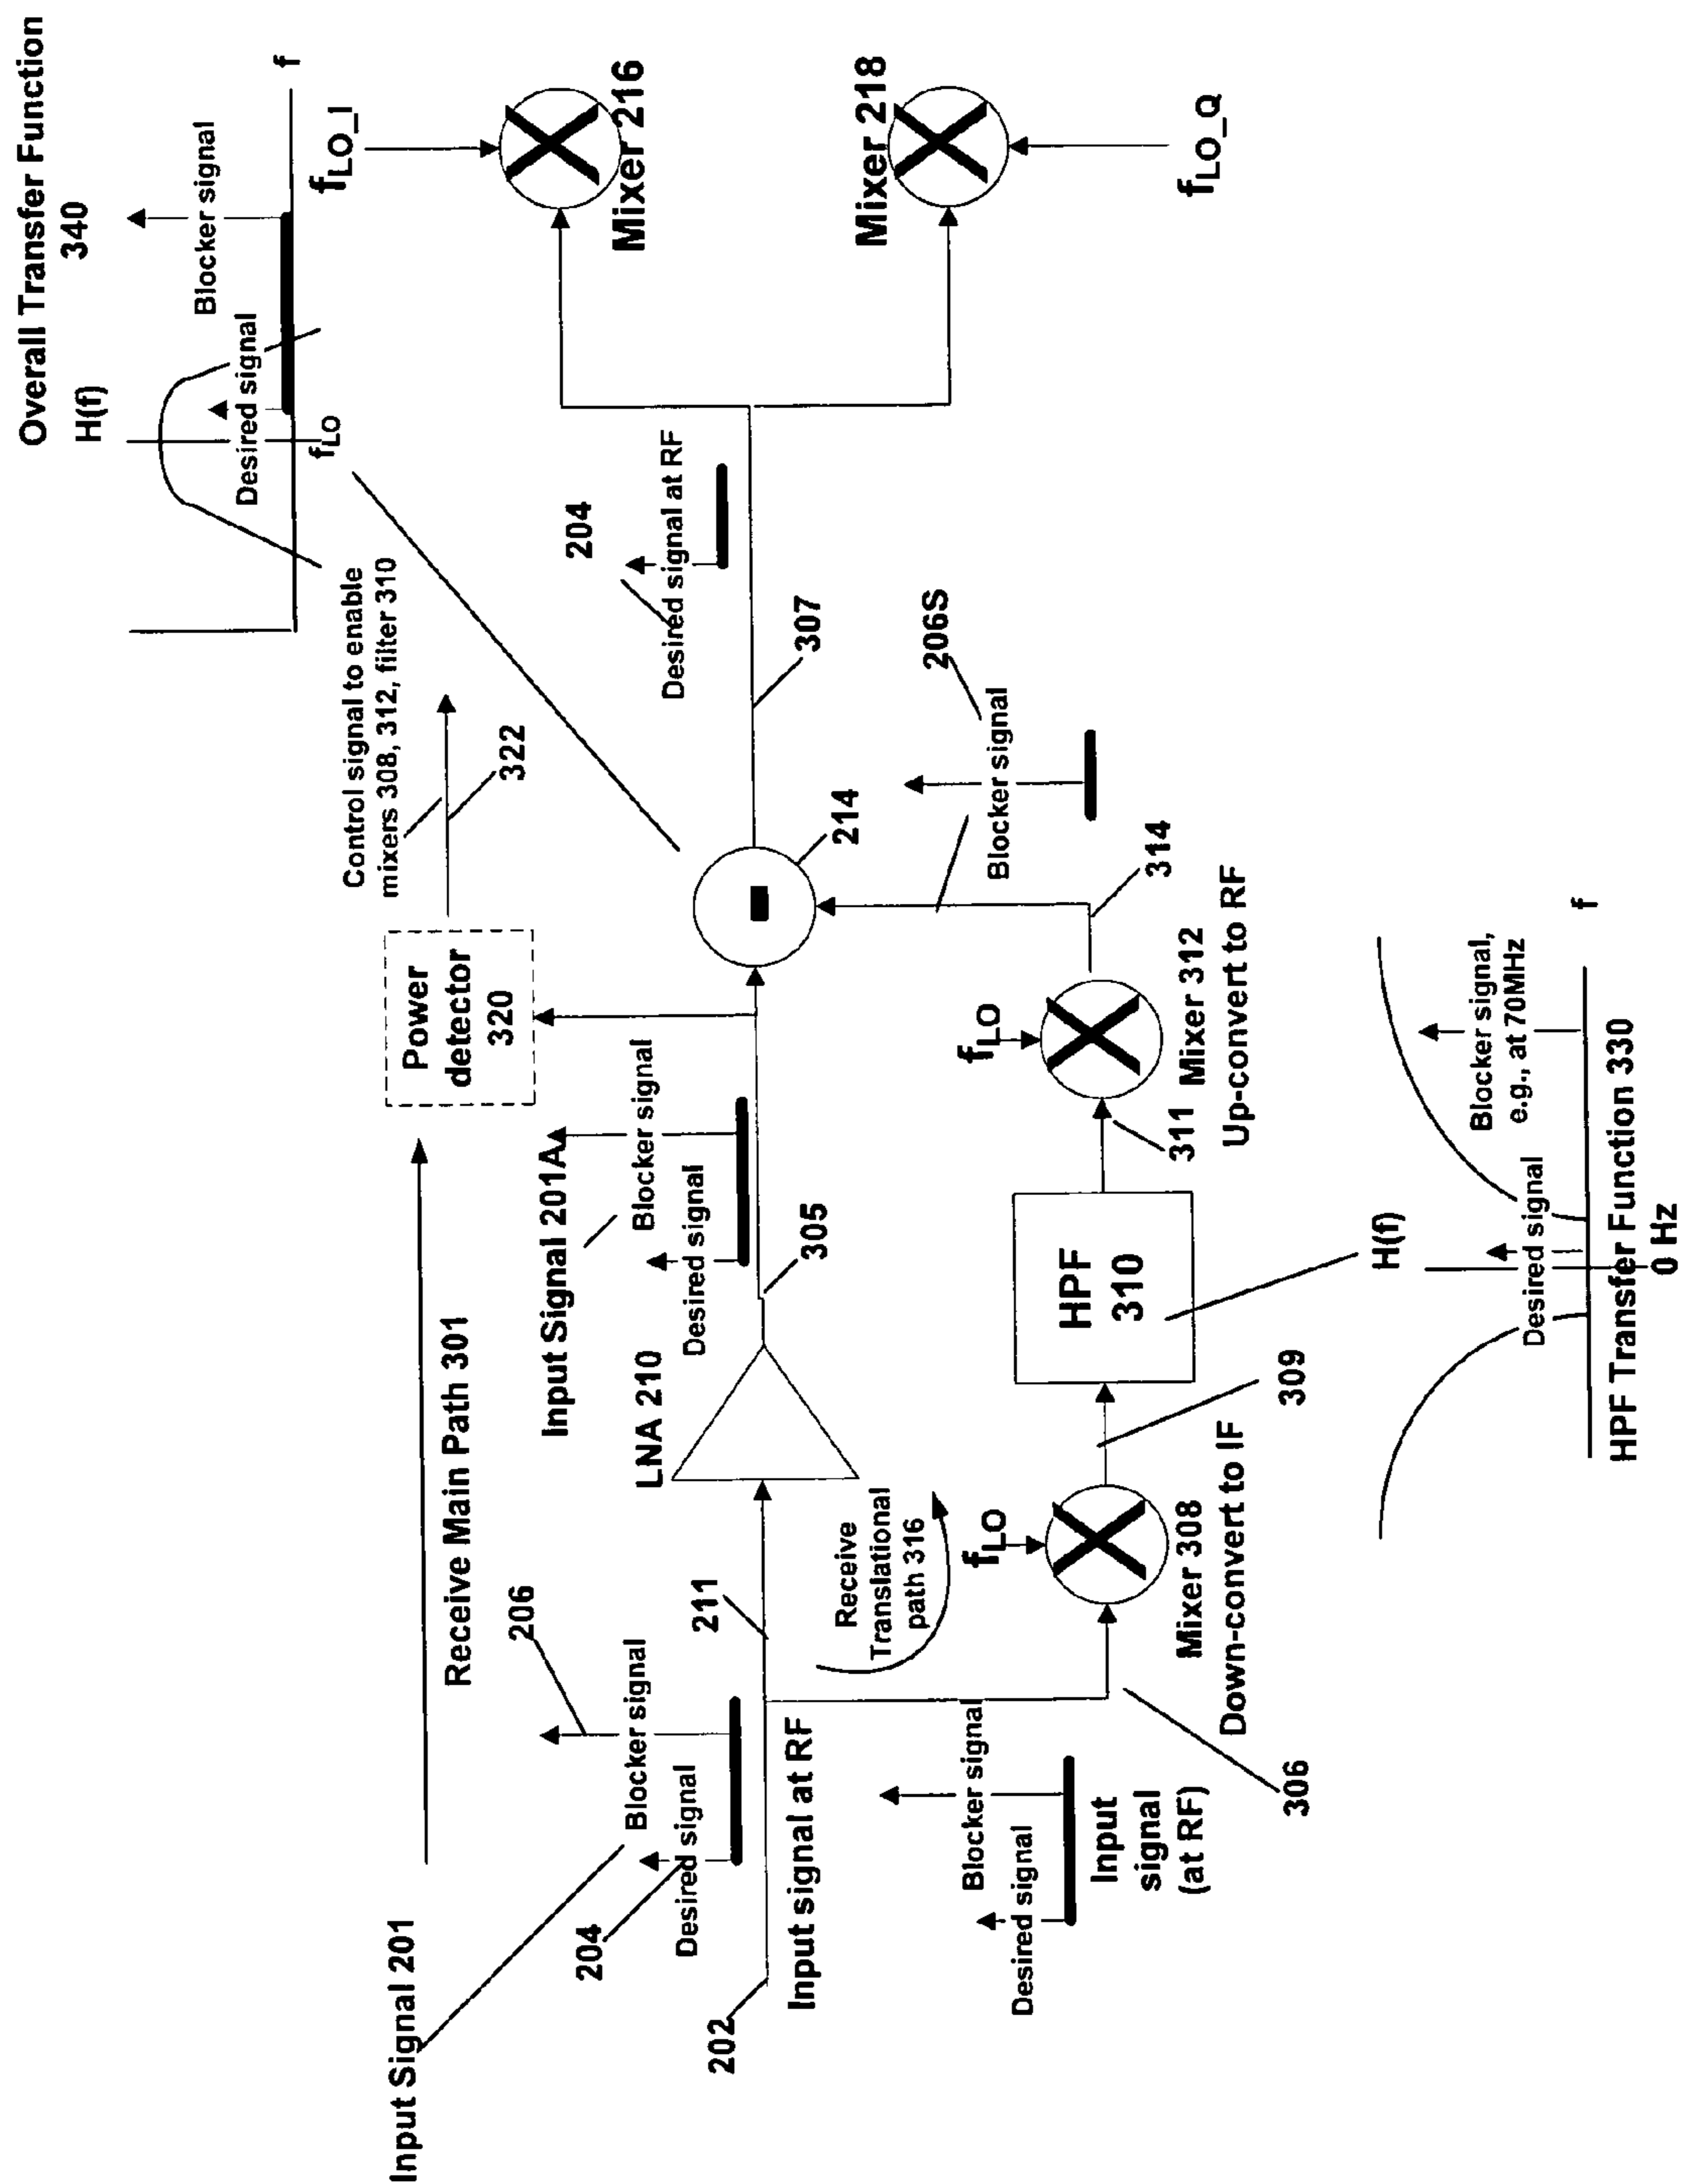 Overall Transfer Function
340
H(f)
Blocker signal
Desired signal
f
fLO
fLO_I
Mixer 216
Mixer 218
fLO_Q
Control signal to enable
mixers 308, 312, filter 310
322
Power
detector
320
204
Desired signal at RF
307
206S
Blocker signal
214
314
Receive Main Path 301
Input Signal 201A
Blocker signal
Desired signal
305
LNA 210
Input Signal 201
206
Blocker signal
Desired signal
204
211
202
Input signal at RF
Receive
Translational
path 316
Blocker signal
Desired signal
Input
signal
(at RF)
306
fLO
Mixer 308
Down-convert to IF
309
HPF
310
311
fLO
Mixer 312
Up-convert to RF
H(f)
Desired signal
Blocker signal,
e.g., at 70MHz
f
0 Hz
HPF Transfer Function 330